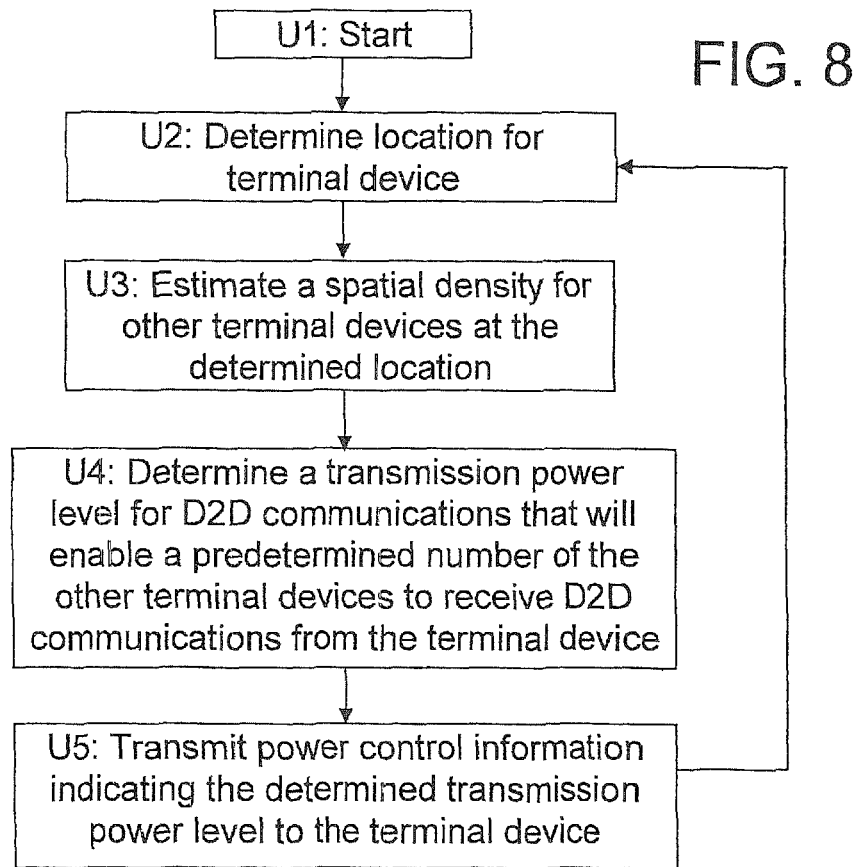 U1: Start
FIG. 8
U2: Determine location for
terminal device
U3: Estimate a spatial density for
other terminal devices at the
determined location
U4: Determine a transmission power
level for D2D communications that will
enable a predetermined number of the
other terminal devices to receive D2D
communications from the terminal device
U5: Transmit power control information
indicating the determined transmission
power level to the terminal device